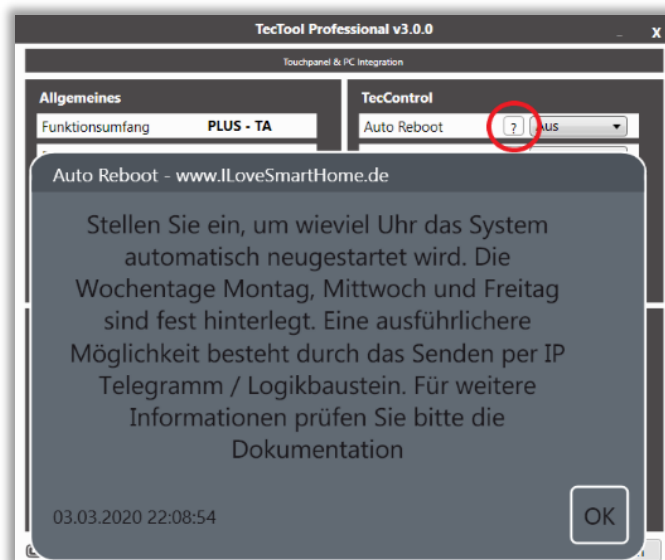 TecTool Professional v3.0.0
_ X
Touchpanel & PC Integration
Allgemeines
Funktionsumfang PLUS - TA
TecControl
Auto Reboot ? Aus
Auto Reboot - www.ILoveSmartHome.de
Stellen Sie ein, um wieviel Uhr das System
automatisch neugestartet wird. Die
Wochentage Montag, Mittwoch und Freitag
sind fest hinterlegt. Eine ausführlichere
Möglichkeit besteht durch das Senden per IP
Telegramm / Logikbaustein. Für weitere
Informationen prüfen Sie bitte die
Dokumentation
03.03.2020 22:08:54
OK